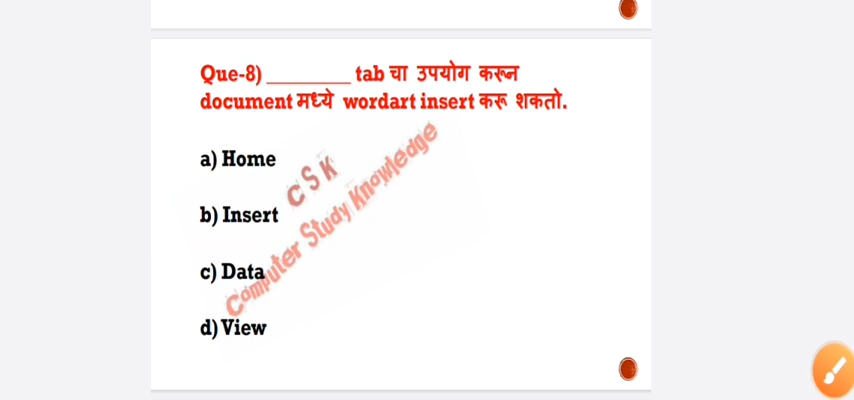 Que-8) ________ tab चा उपयोग करून
document मध्ये wordart insert करू शकतो.
a) Home
b) Insert
c) Data
d) View
CSK
Computer Study Knowledge